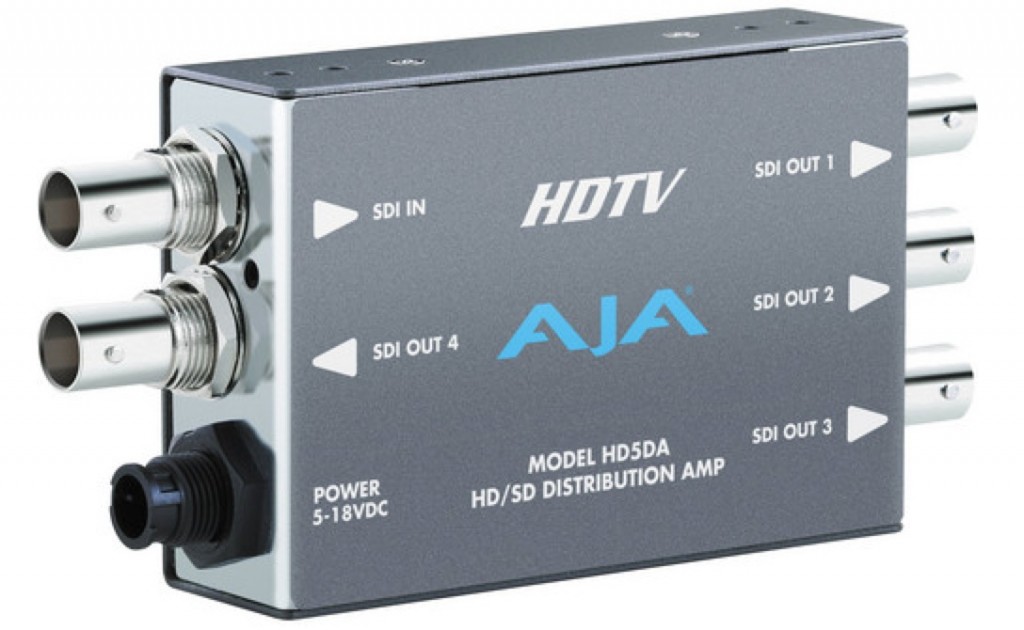 SDI IN
SDI OUT 4
POWER
5-18VDC
HDTV
AJA®
MODEL HD5DA
HD/SD DISTRIBUTION AMP
SDI OUT 1
SDI OUT 2
SDI OUT 3